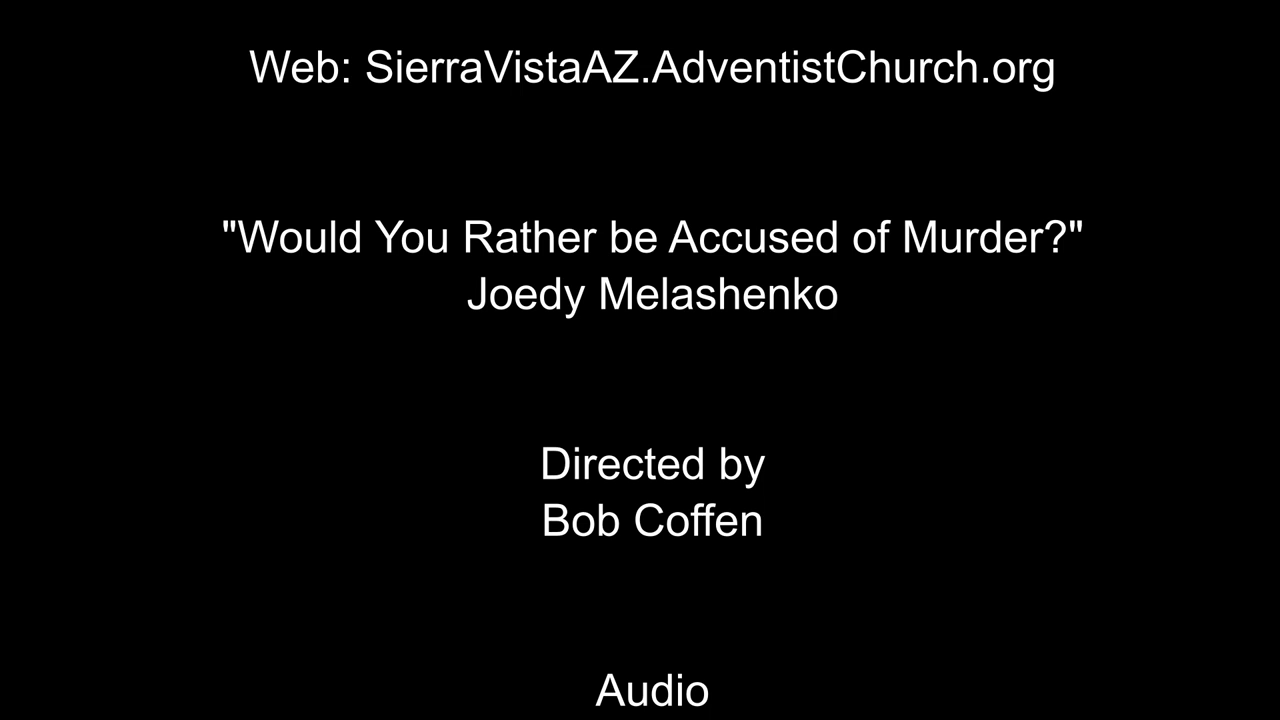 Web: SierraVistaAZ.AdventistChurch.org
"Would You Rather be Accused of Murder?"
Joedy Melashenko
Directed by
Bob Coffen
Audio